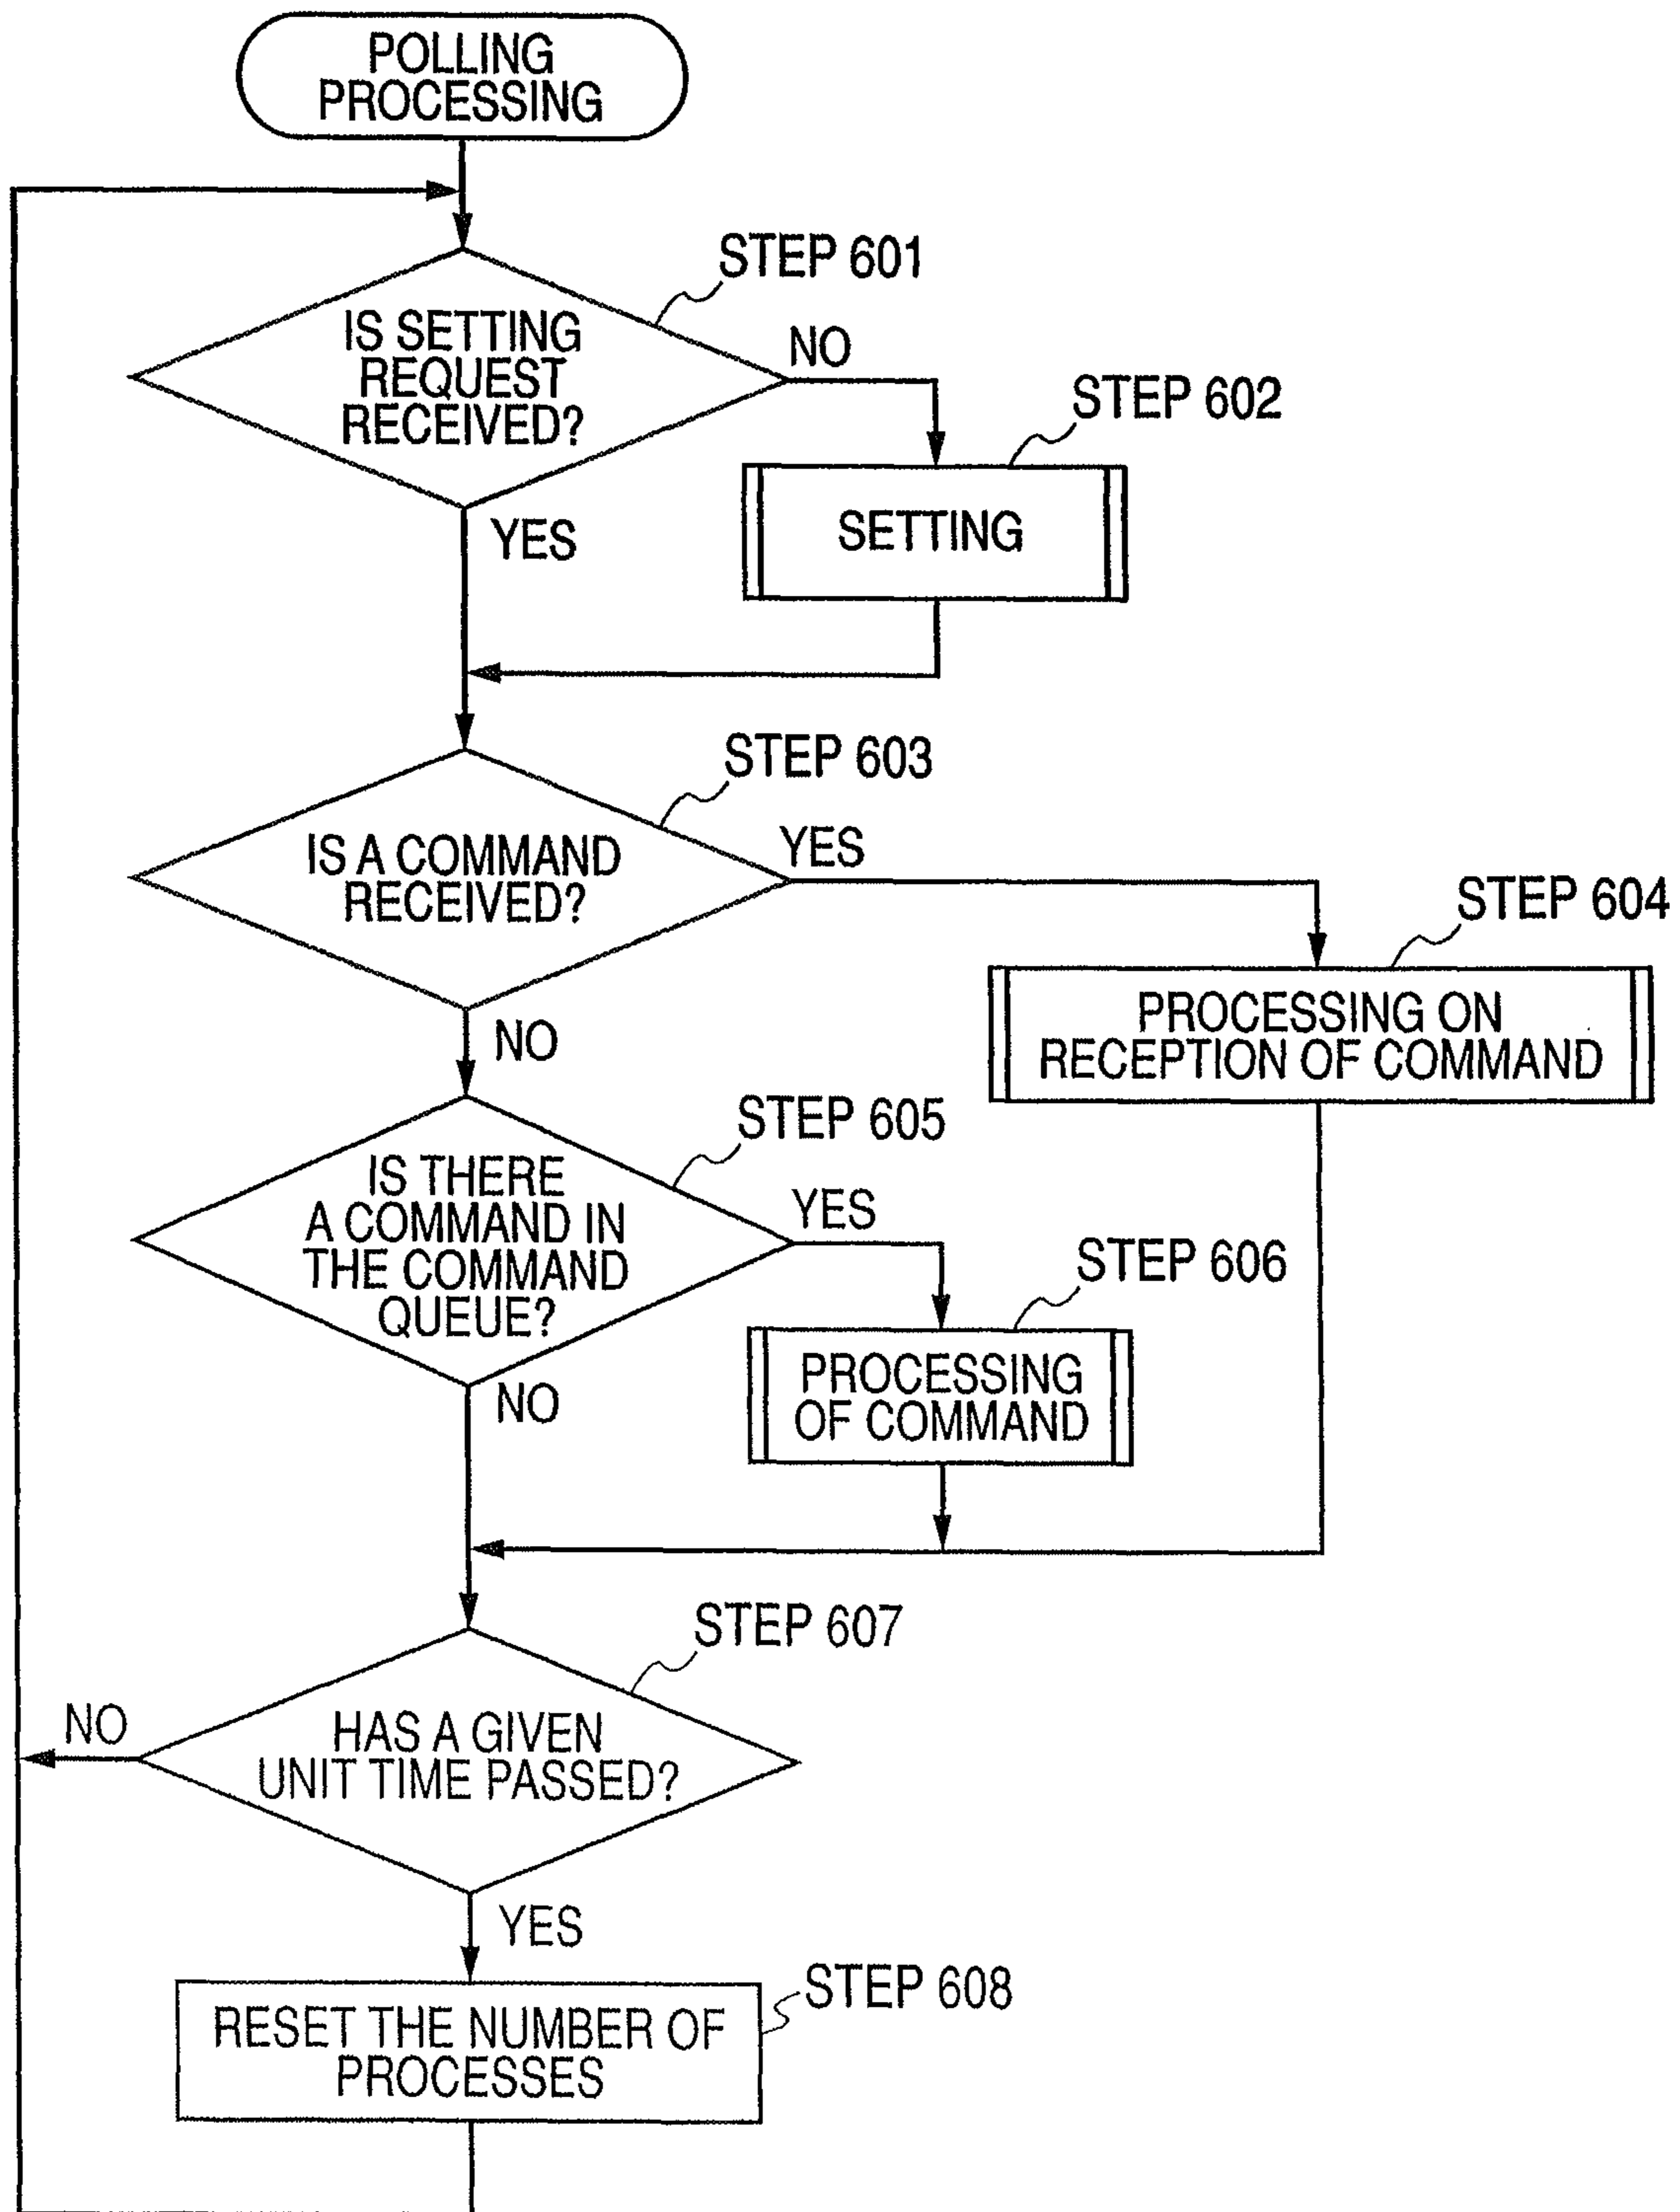 POLLING
PROCESSING
STEP 601
IS SETTING
REQUEST
RECEIVED?
NO
STEP 602
SETTING
YES
STEP 603
IS A COMMAND
RECEIVED?
YES
STEP 604
PROCESSING ON
RECEPTION OF COMMAND
NO
STEP 605
IS THERE
A COMMAND IN
THE COMMAND
QUEUE?
YES
STEP 606
PROCESSING
OF COMMAND
NO
STEP 607
HAS A GIVEN
UNIT TIME PASSED?
NO
YES
STEP 608
RESET THE NUMBER OF
PROCESSES